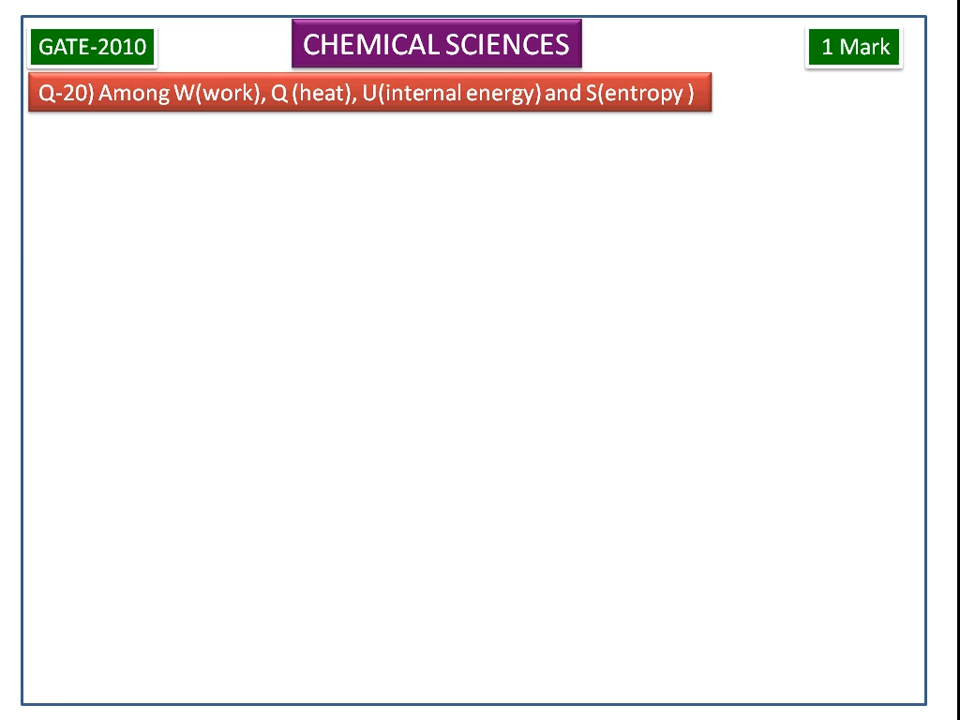 GATE-2010
CHEMICAL SCIENCES
1 Mark
Q-20) Among W(work), Q (heat), U(internal energy) and S(entropy )